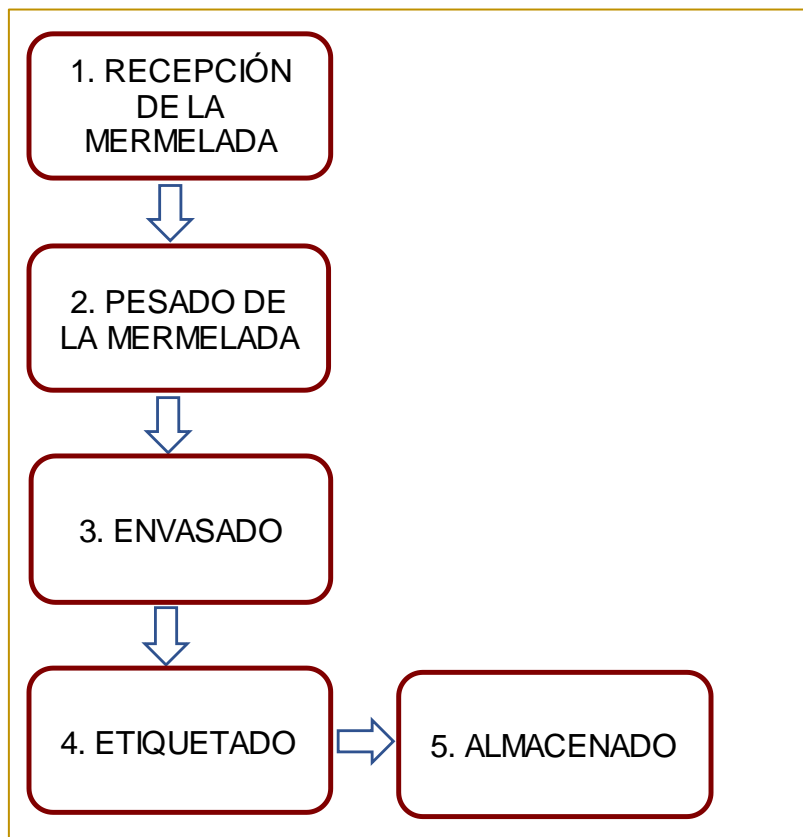 1. RECEPCIÓN
DE LA
MERMELADA
2. PESADO DE
LA MERMELADA
3. ENVASADO
4. ETIQUETADO
5. ALMACENADO